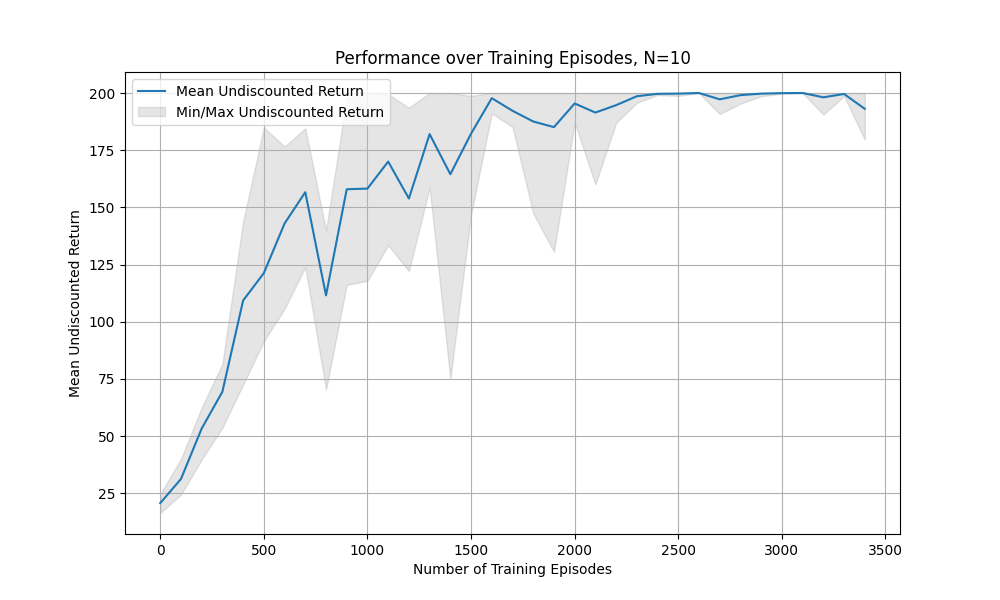 Performance over Training Episodes, N=10
Mean Undiscounted Return
Min/Max Undiscounted Return
200
175
150
125
100
75
50
25
Mean Undiscounted Return
0 500 1000 1500 2000 2500 3000 3500
Number of Training Episodes